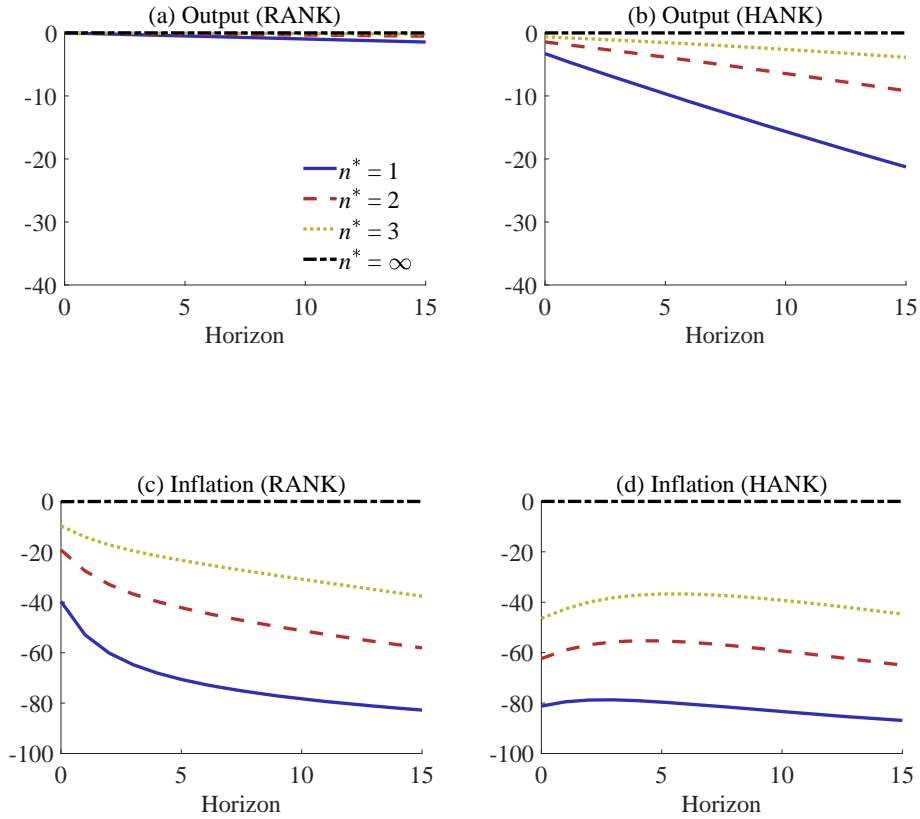 (a) Output (RANK)
0
-10
-20
-30
-40
n* = 1
n* = 2
n* = 3
n* = ∞
0 5 10 15
Horizon
(b) Output (HANK)
0
-10
-20
-30
-40
0 5 10 15
Horizon
(c) Inflation (RANK)
0
-20
-40
-60
-80
-100
0 5 10 15
Horizon
(d) Inflation (HANK)
0
-20
-40
-60
-80
-100
0 5 10 15
Horizon